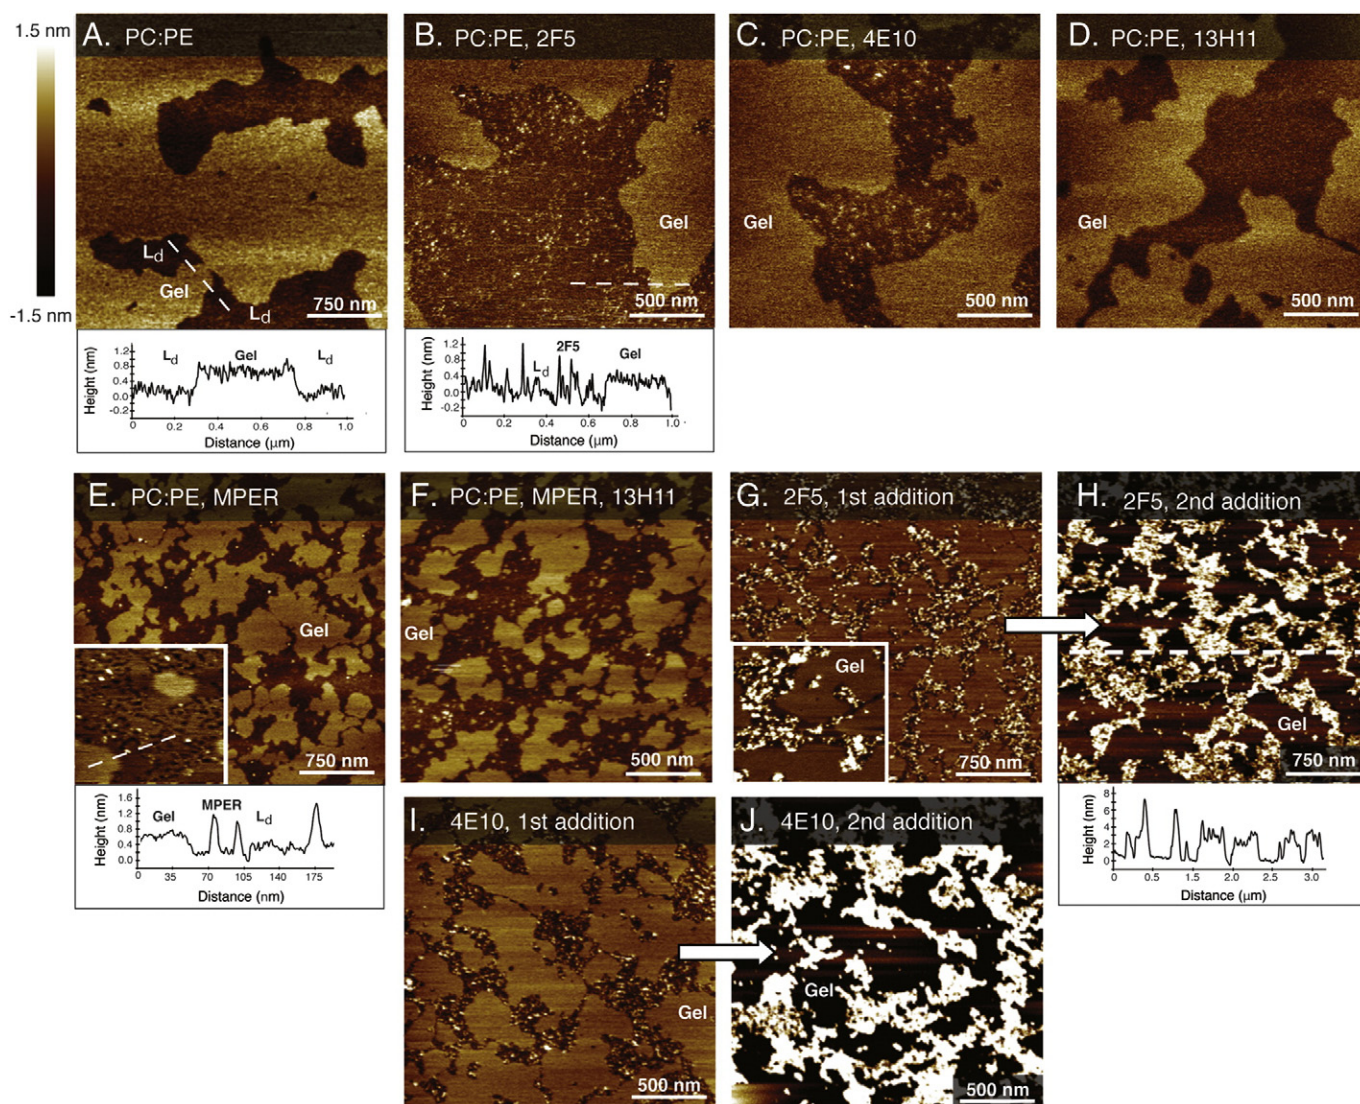 1.5 nm
-1.5 nm
A. PC:PE
Ld
Gel
Ld
750 nm
B. PC:PE, 2F5
Gel
500 nm
C. PC:PE, 4E10
Gel
500 nm
D. PC:PE, 13H11
500 nm
Height (nm)
1.2
0.8
0.4
0.0
-0.2
Ld
Gel
Ld
0
0.2
0.4
0.6
0.8
1.0
Distance (μm)
Height (nm)
1.2
0.8
0.4
0.0
-0.2
Ld
2F5
Gel
0
0.2
0.4
0.6
0.8
1.0
Distance (μm)
E. PC:PE, MPER
Gel
750 nm
F. PC:PE, MPER, 13H11
Gel
500 nm
G. 2F5, 1st addition
Gel
750 nm
H. 2F5, 2nd addition
Gel
750 nm
Height (nm)
1.6
1.2
0.8
0.4
0.0
Gel
MPER
Ld
0
35
70
105
140
175
Distance (nm)
Height (nm)
8
6
4
2
0
0
0.5
1.0
1.5
2.0
2.5
3.0
Distance (μm)
I. 4E10, 1st addition
Gel
500 nm
J. 4E10, 2nd addition
Gel
500 nm